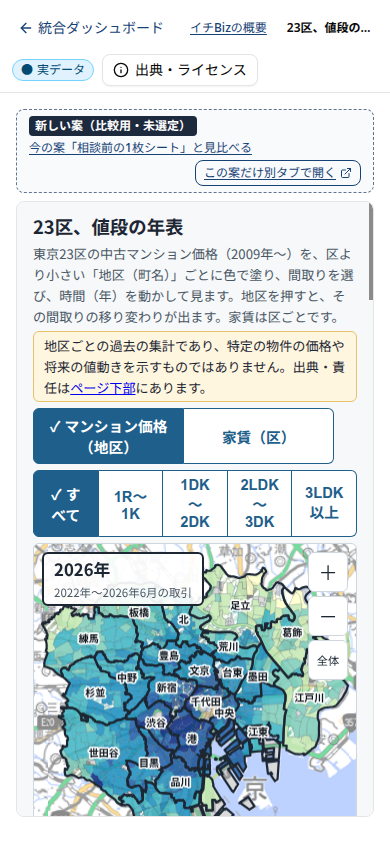 ← 統合ダッシュボード イチBizの概要 23区、値段の...
実データ 出典・ライセンス
新しい案（比較用・未選定）
今の案「相談前の1枚シート」と見比べる
この案だけ別タブで開く
23区、値段の年表
東京23区の中古マンション価格（2009年〜）を、区よ
り小さい「地区（町名）」ごとに色で塗り、間取りを選
び、時間（年）を動かして見ます。地区を押すと、そ
の間取りの移り変わりが出ます。家賃は区ごとです。
地区ごとの過去の集計であり、特定の物件の価格や
将来の値動きを示すものではありません。出典・責
任はページ下部にあります。
✓ マンション価格
（地区）
家賃（区）
✓ す
べて
1R〜
1K
1DK
〜
2DK
2LDK
〜
3DK
3LDK
以上
2026年
2022年〜2026年6月の取引
＋
−
全体
足立
板橋
北
葛飾
練馬
荒川
豊島
文京
台東
墨田
中野
新宿
江戸川
杉並
千代田
中央
渋谷
港
江東
世田谷
目黒
品川
京
E20